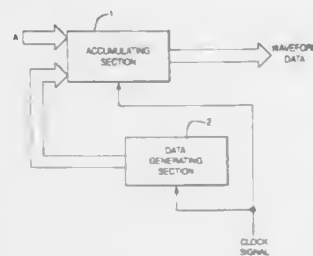 1
A
ACCUMULATING
SECTION
WAVEFORM
DATA
2
DATA
GENERATING
SECTION
CLOCK
SIGNAL